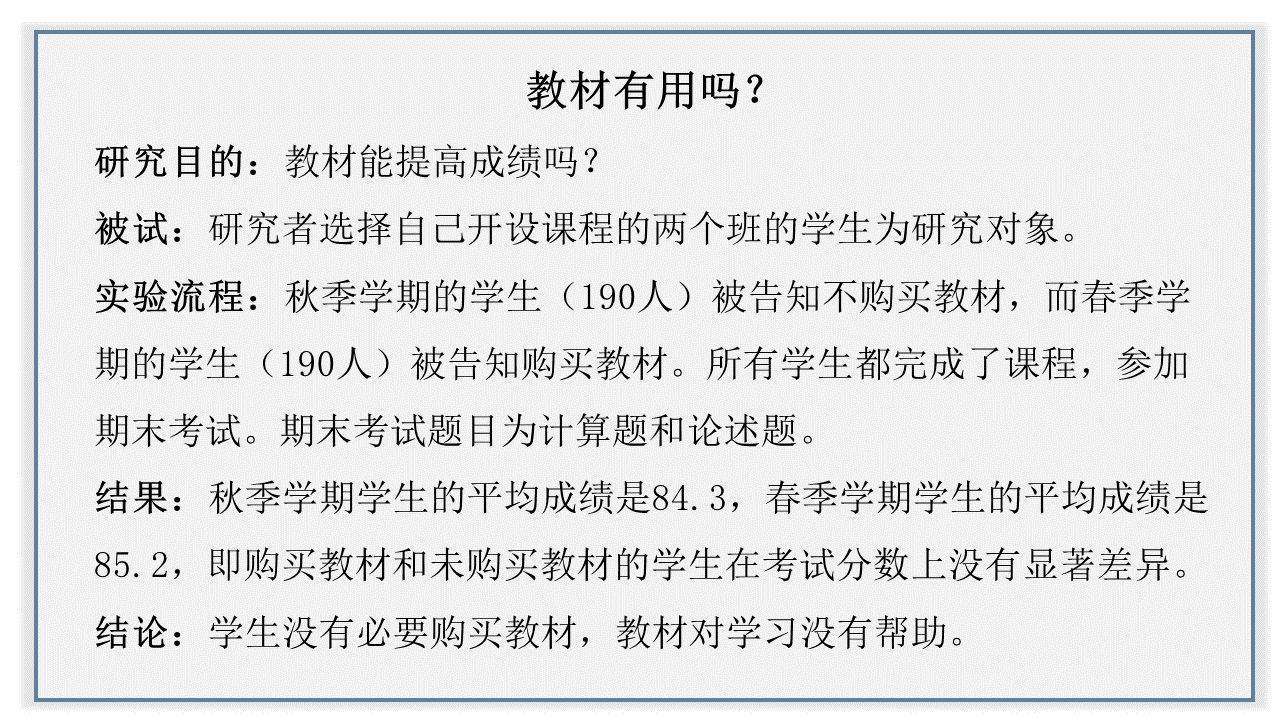 教材有用吗？
研究目的：教材能提高成绩吗？
被试：研究者选择自己开设课程的两个班的学生为研究对象。
实验流程：秋季学期的学生（190人）被告知不购买教材，而春季学
期的学生（190人）被告知购买教材。所有学生都完成了课程，参加
期末考试。期末考试题目为计算题和论述题。
结果：秋季学期学生的平均成绩是84.3，春季学期学生的平均成绩是
85.2，即购买教材和未购买教材的学生在考试分数上没有显著差异。
结论：学生没有必要购买教材，教材对学习没有帮助。